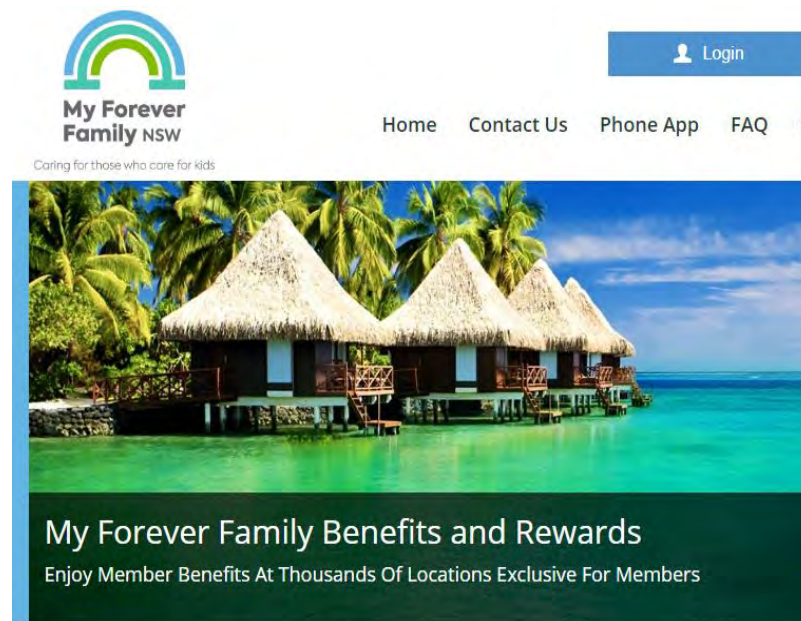 My Forever
Family NSW
Caring for those who care for kids
Login
Home Contact Us Phone App FAQ
My Forever Family Benefits and Rewards
Enjoy Member Benefits At Thousands Of Locations Exclusive For Members